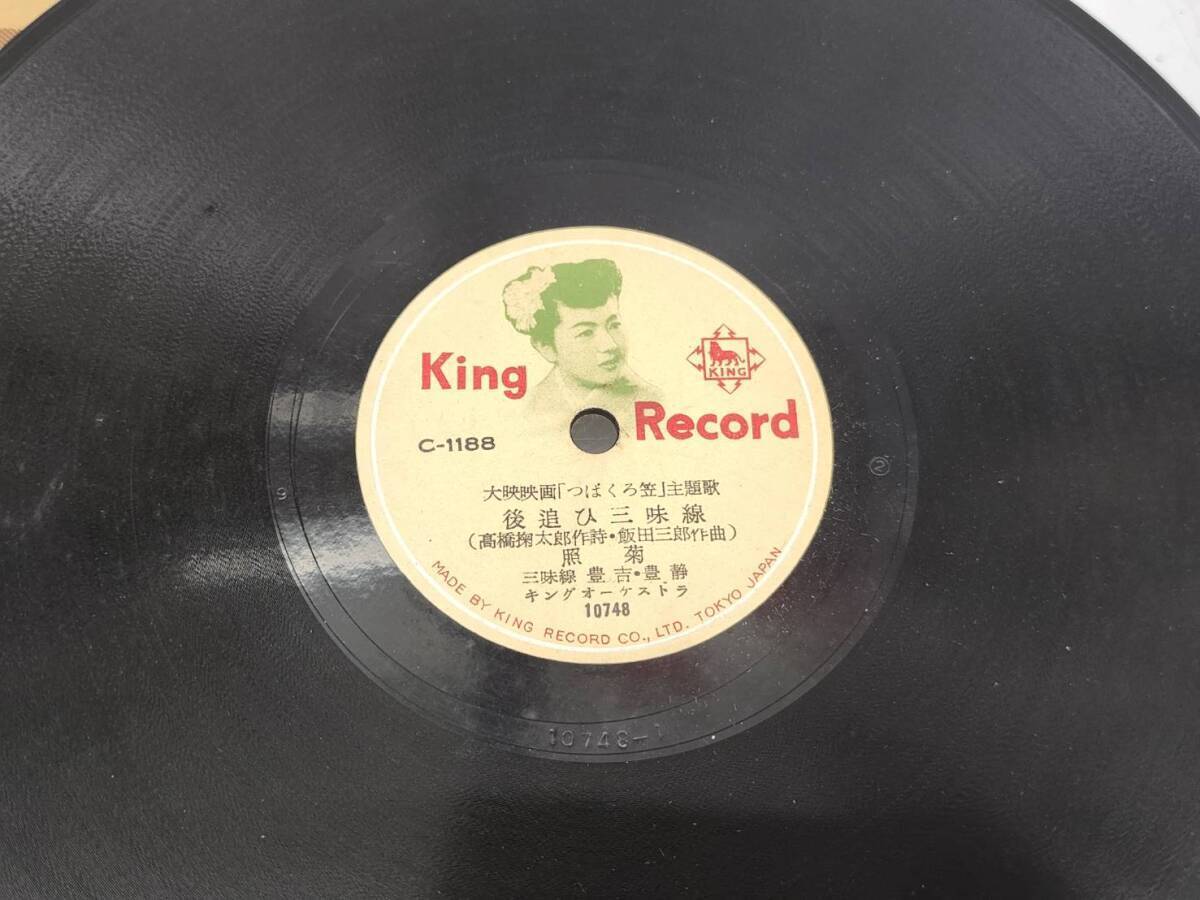 King
KING
Record
C-1188
大映映画「つばくろ笠」主題歌
後追ひ三味線
(高橋掬太郎作詩・飯田三郎作曲)
照菊
三味線 豊吉・豊静
キングオーケストラ
10748
MADE BY KING RECORD CO., LTD. TOKYO JAPAN
9
②
10748-1